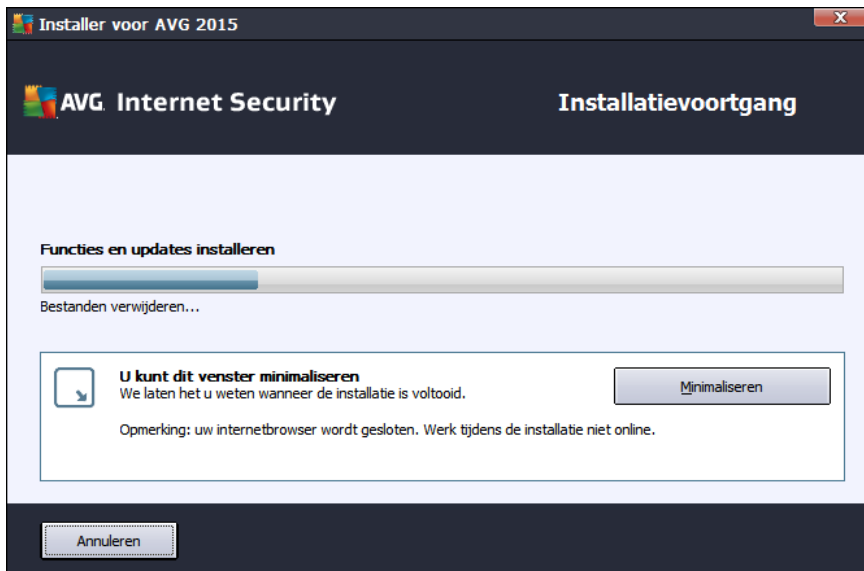 Installer voor AVG 2015
AVG. Internet Security
Installatievoortgang
Functies en updates installeren
Bestanden verwijderen...
U kunt dit venster minimaliseren
We laten het u weten wanneer de installatie is voltooid.
Minimaliseren
Opmerking: uw internetbrowser wordt gesloten. Werk tijdens de installatie niet online.
Annuleren